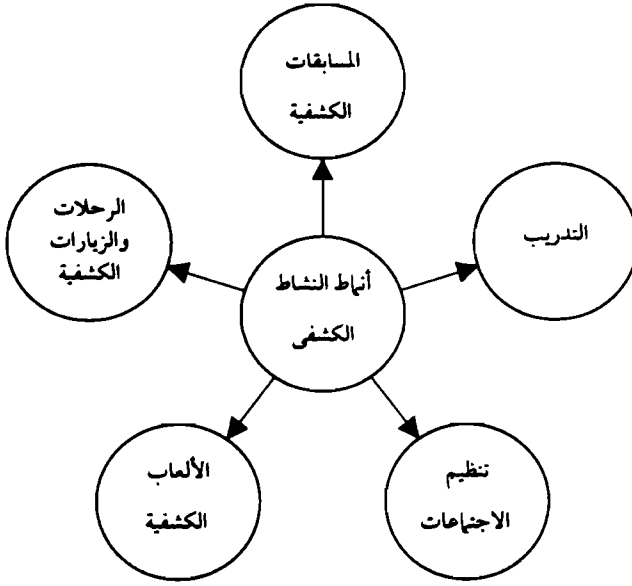 المسابقات
الكشفية
التدريب
الرحلات
والزيارات
الكشفية
أنماط النشاط
الكشفى
تنظيم
الاجتماعات
الألعاب
الكشفية